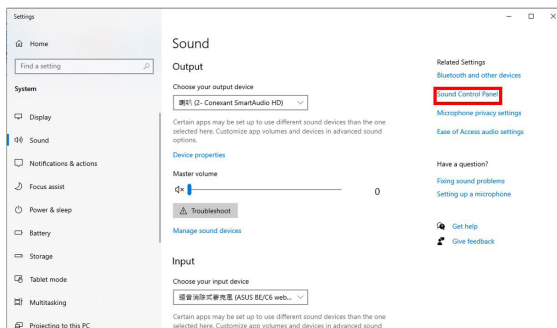 Settings
Home
Find a setting
System
Display
Sound
Notifications & actions
Focus assist
Power & sleep
Battery
Storage
Tablet mode
Multitasking
Projecting to this PC
Sound
Output
Choose your output device
喇叭 (2- Conexant SmartAudio HD)
Certain apps may be set up to use different sound devices than the one
selected here. Customize app volumes and devices in advanced sound
options.
Device properties
Master volume
0
Troubleshoot
Manage sound devices
Input
Choose your input device
迴音消除式麥克風 (ASUS BE/C6 web...
Certain apps may be set up to use different sound devices than the one
selected here. Customize app volumes and devices in advanced sound
Related Settings
Bluetooth and other devices
Sound Control Panel
Microphone privacy settings
Ease of Access audio settings
Have a question?
Fixing sound problems
Setting up a microphone
Get help
Give feedback